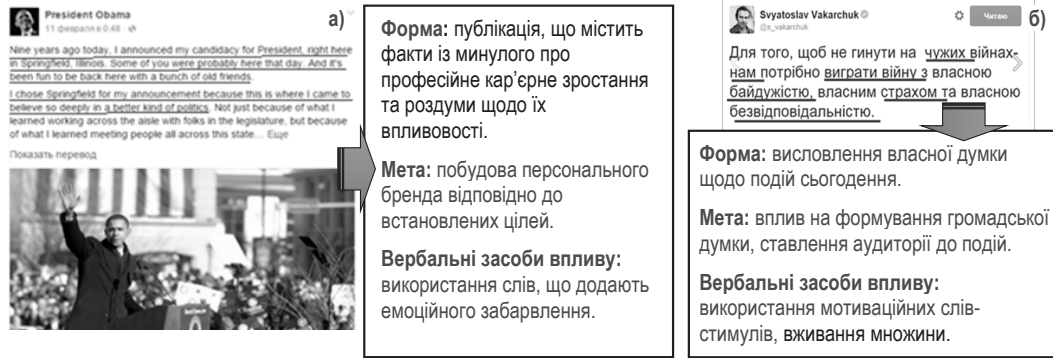 President Obama
11 февраля в 0:48
а)
Nine years ago today, I announced my candidacy for President, right here
in Springfield, Illinois. Some of you were probably here that day. And it's
been fun to be back here with a bunch of old friends.
I chose Springfield for my announcement because this is where I came to
believe so deeply in a better kind of politics. Not just because of what I
learned working across the aisle with folks in the legislature, but because
of what I learned meeting people all across this state… Еще
Показать перевод
Форма: публікація, що містить
факти із минулого про
професійне кар’єрне зростання
та роздуми щодо їх
впливовості.
Мета: побудова персонального
бренда відповідно до
встановлених цілей.
Вербальні засоби впливу:
використання слів, що додають
емоційного забарвлення.
Svyatoslav Vakarchuk
@s_vakarchuk
Читаю
б)
Для того, щоб не гинути на чужих війнах-
нам потрібно виграти війну з власною
байдужістю, власним страхом та власною
безвідповідальністю.
Форма: висловлення власної думки
щодо подій сьогодення.
Мета: вплив на формування громадської
думки, ставлення аудиторії до подій.
Вербальні засоби впливу:
використання мотиваційних слів-
стимулів, вживання множини.